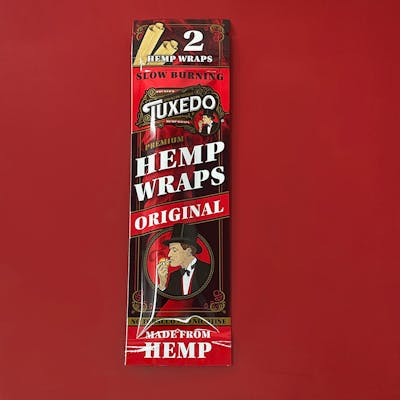 2
HEMP WRAPS
SLOW BURNING
TUXEDO
PREMIUM
HEMP
WRAPS
ORIGINAL
MADE FROM
HEMP